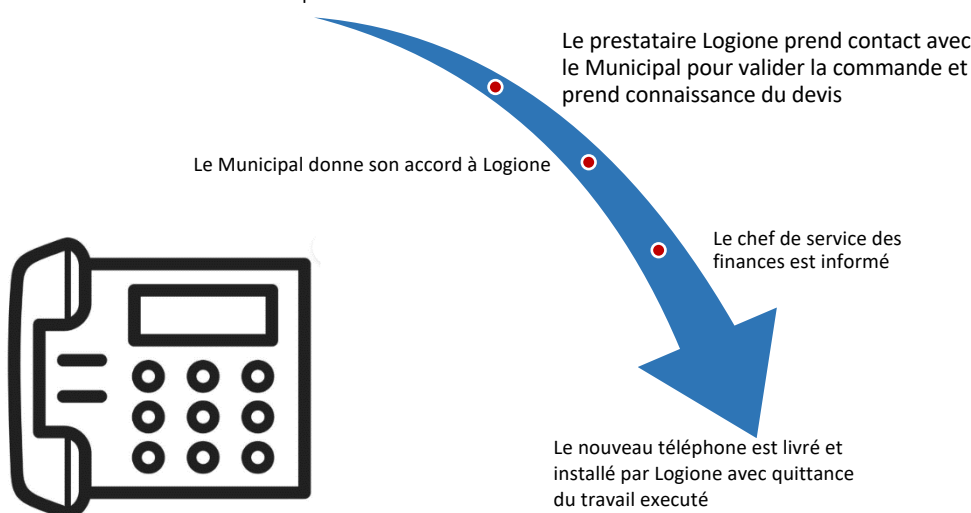 Le prestataire Logione prend contact avec
le Municipal pour valider la commande et
prend connaissance du devis
Le Municipal donne son accord à Logione
Le chef de service des
finances est informé
Le nouveau téléphone est livré et
installé par Logione avec quittance
du travail executé